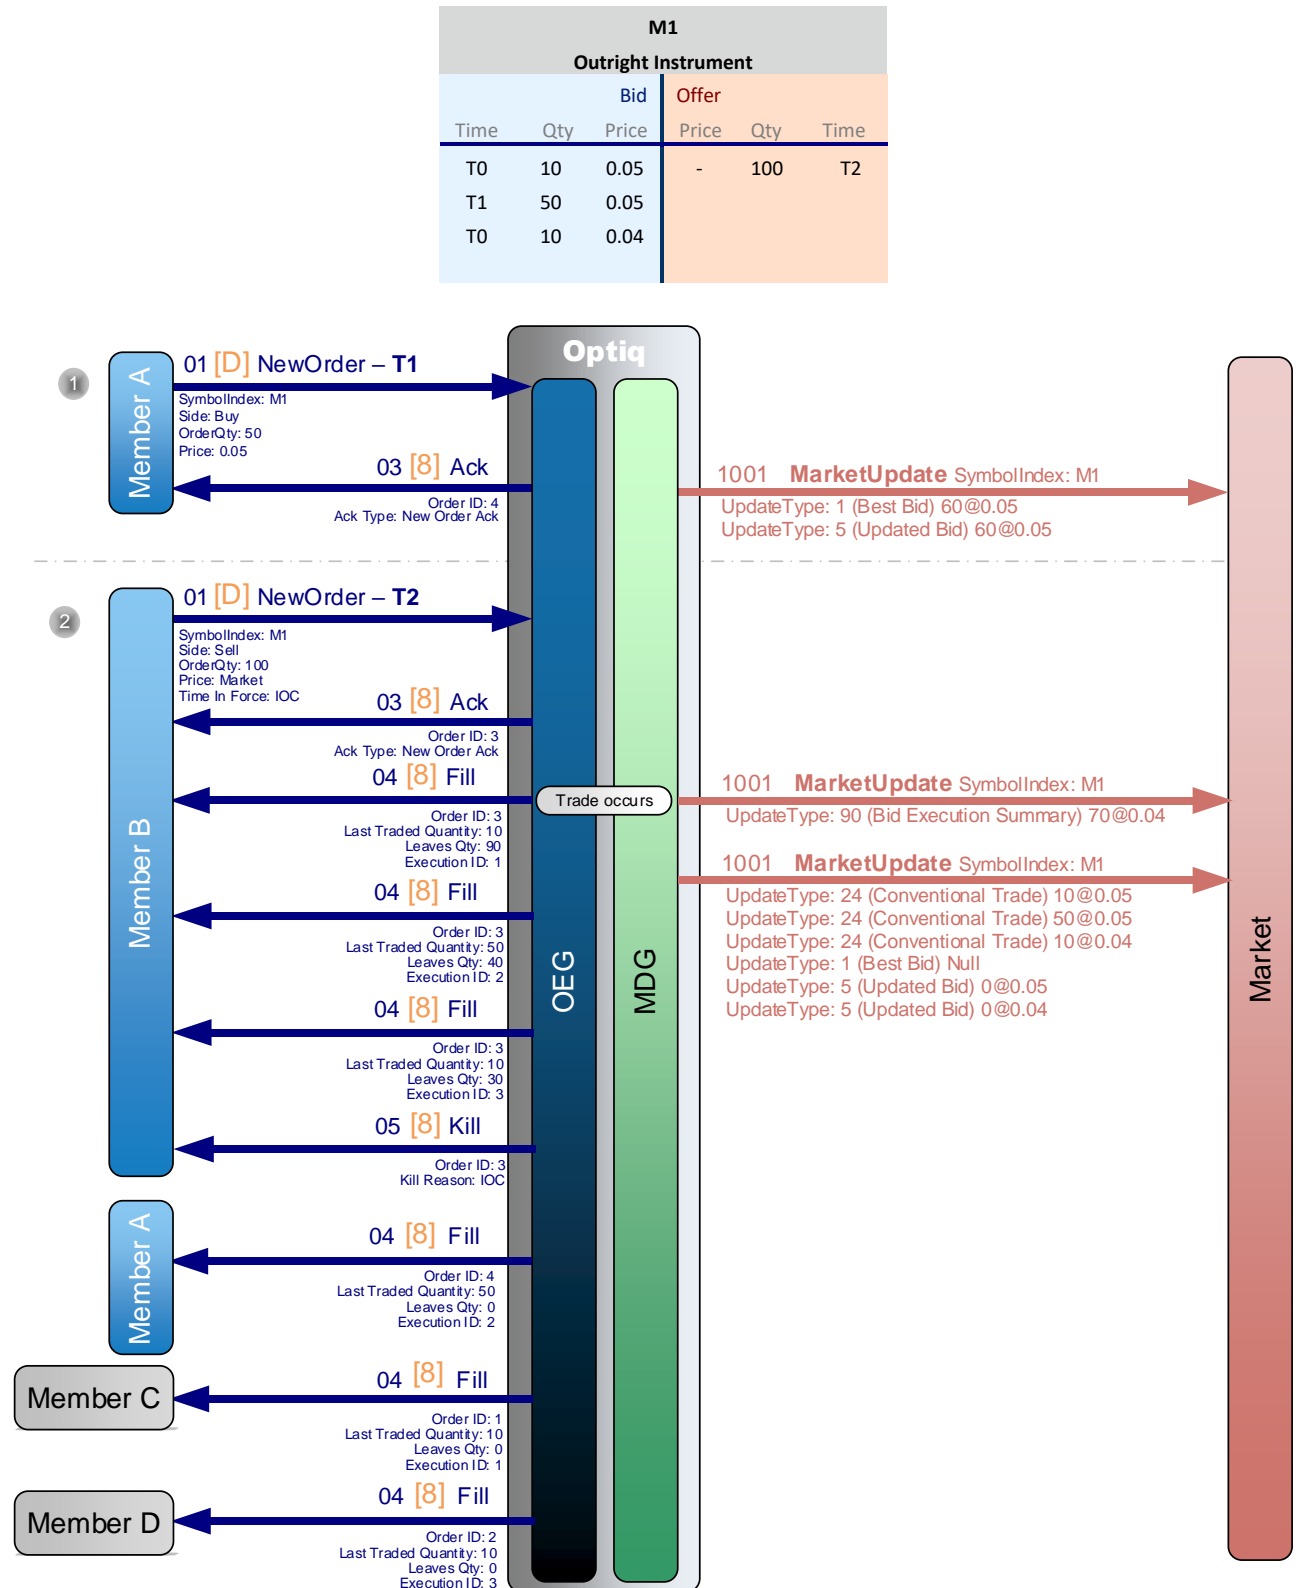 M1
Outright Instrument
Bid Offer
Time Qty Price Price Qty Time
T0 10 0.05 - 100 T2
T1 50 0.05
T0 10 0.04
Optiq
1
Member A
01 [D] NewOrder – T1
SymbolIndex: M1
Side: Buy
OrderQty: 50
Price: 0.05
03 [8] Ack
Order ID: 4
Ack Type: New Order Ack
1001 MarketUpdate SymbolIndex: M1
UpdateType: 1 (Best Bid) 60@0.05
UpdateType: 5 (Updated Bid) 60@0.05
2
Member B
01 [D] NewOrder – T2
SymbolIndex: M1
Side: Sell
OrderQty: 100
Price: Market
Time In Force: IOC
03 [8] Ack
Order ID: 3
Ack Type: New Order Ack
04 [8] Fill
Order ID: 3
Last Traded Quantity: 10
Leaves Qty: 90
Execution ID: 1
Trade occurs
1001 MarketUpdate SymbolIndex: M1
UpdateType: 90 (Bid Execution Summary) 70@0.04
1001 MarketUpdate SymbolIndex: M1
UpdateType: 24 (Conventional Trade) 10@0.05
UpdateType: 24 (Conventional Trade) 50@0.05
UpdateType: 24 (Conventional Trade) 10@0.04
UpdateType: 1 (Best Bid) Null
UpdateType: 5 (Updated Bid) 0@0.05
UpdateType: 5 (Updated Bid) 0@0.04
04 [8] Fill
Order ID: 3
Last Traded Quantity: 50
Leaves Qty: 40
Execution ID: 2
OEG
MDG
Market
04 [8] Fill
Order ID: 3
Last Traded Quantity: 10
Leaves Qty: 30
Execution ID: 3
05 [8] Kill
Order ID: 3
Kill Reason: IOC
Member A
04 [8] Fill
Order ID: 4
Last Traded Quantity: 50
Leaves Qty: 0
Execution ID: 2
Member C
04 [8] Fill
Order ID: 1
Last Traded Quantity: 10
Leaves Qty: 0
Execution ID: 1
Member D
04 [8] Fill
Order ID: 2
Last Traded Quantity: 10
Leaves Qty: 0
Execution ID: 3